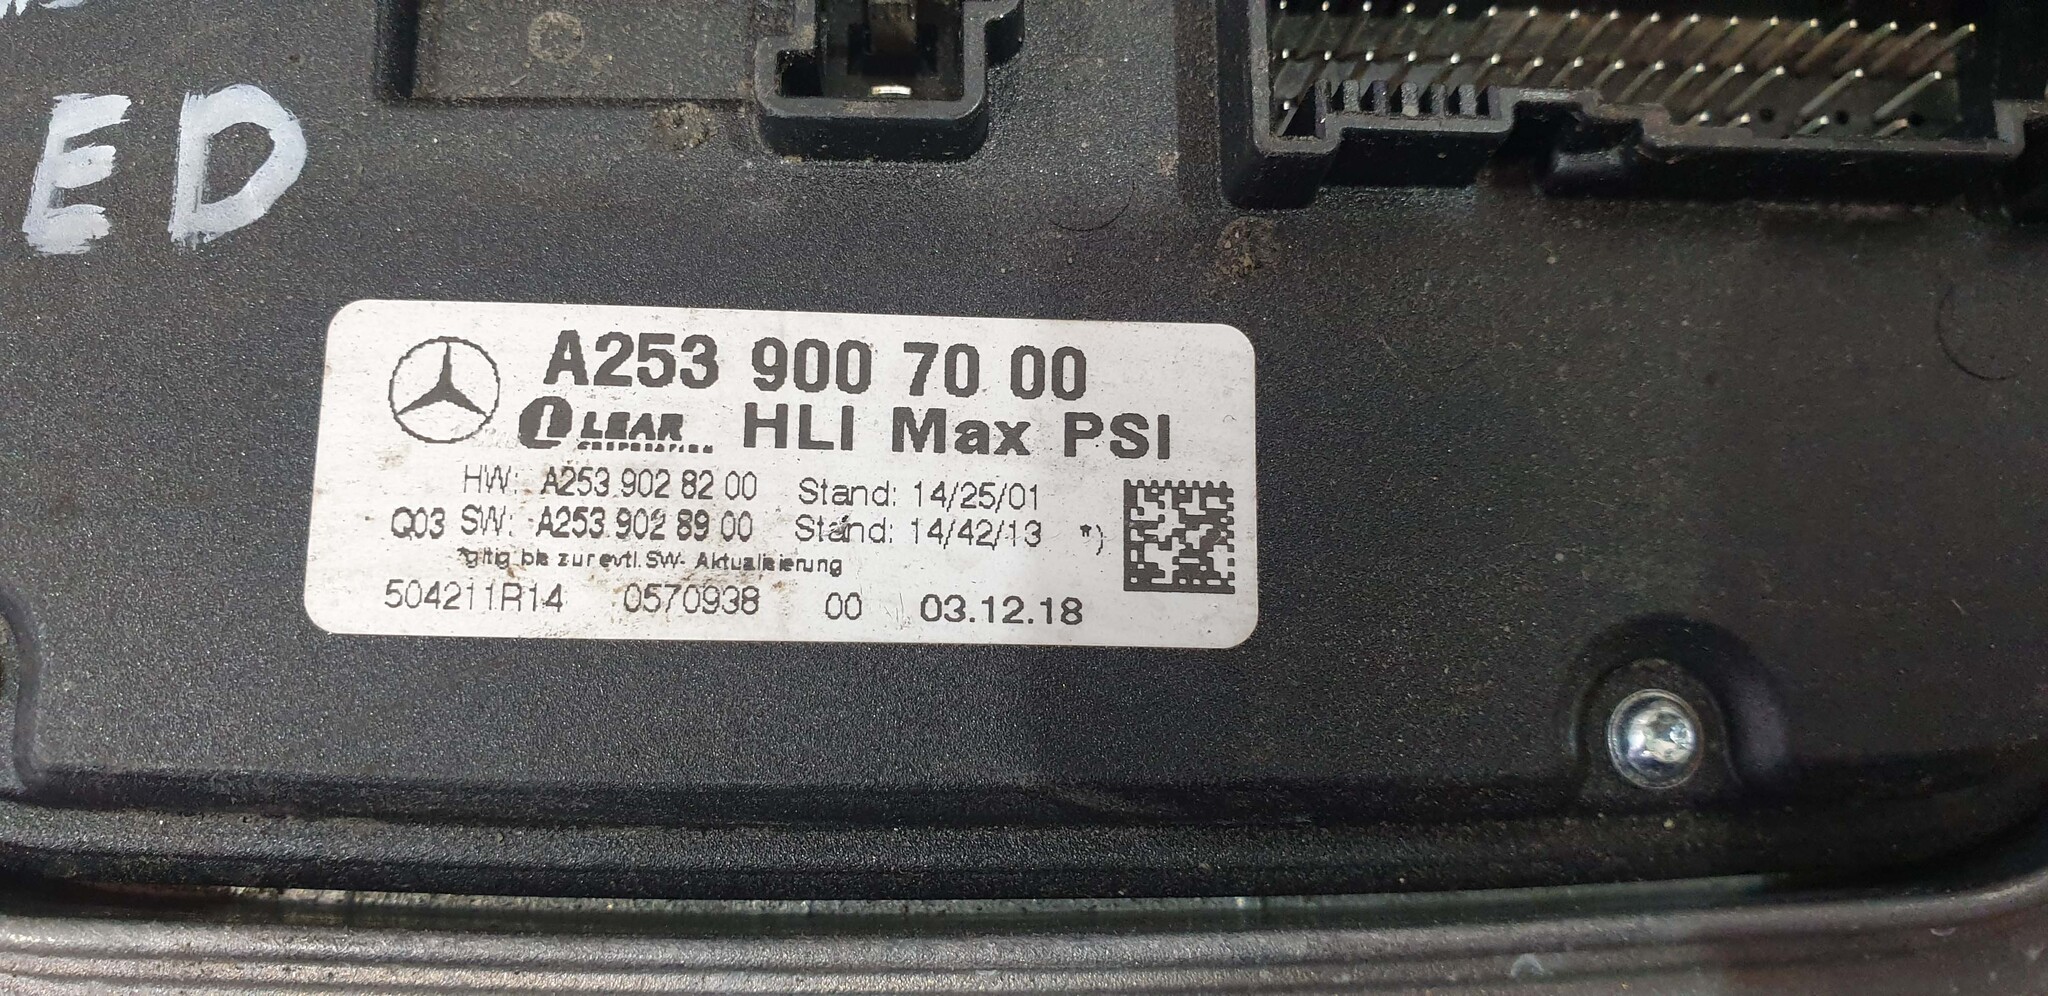 ED
A253 900 70 00
LEAR HLI Max PSI
CORPORATION
HW: A253 902 82 00 Stand: 14/25/01
Q03 SW: A253 902 89 00 Stand: 14/42/13 *)
*gltig bis zur evtl. SW- Aktualisierung
504211R14 0570938 00 03.12.18